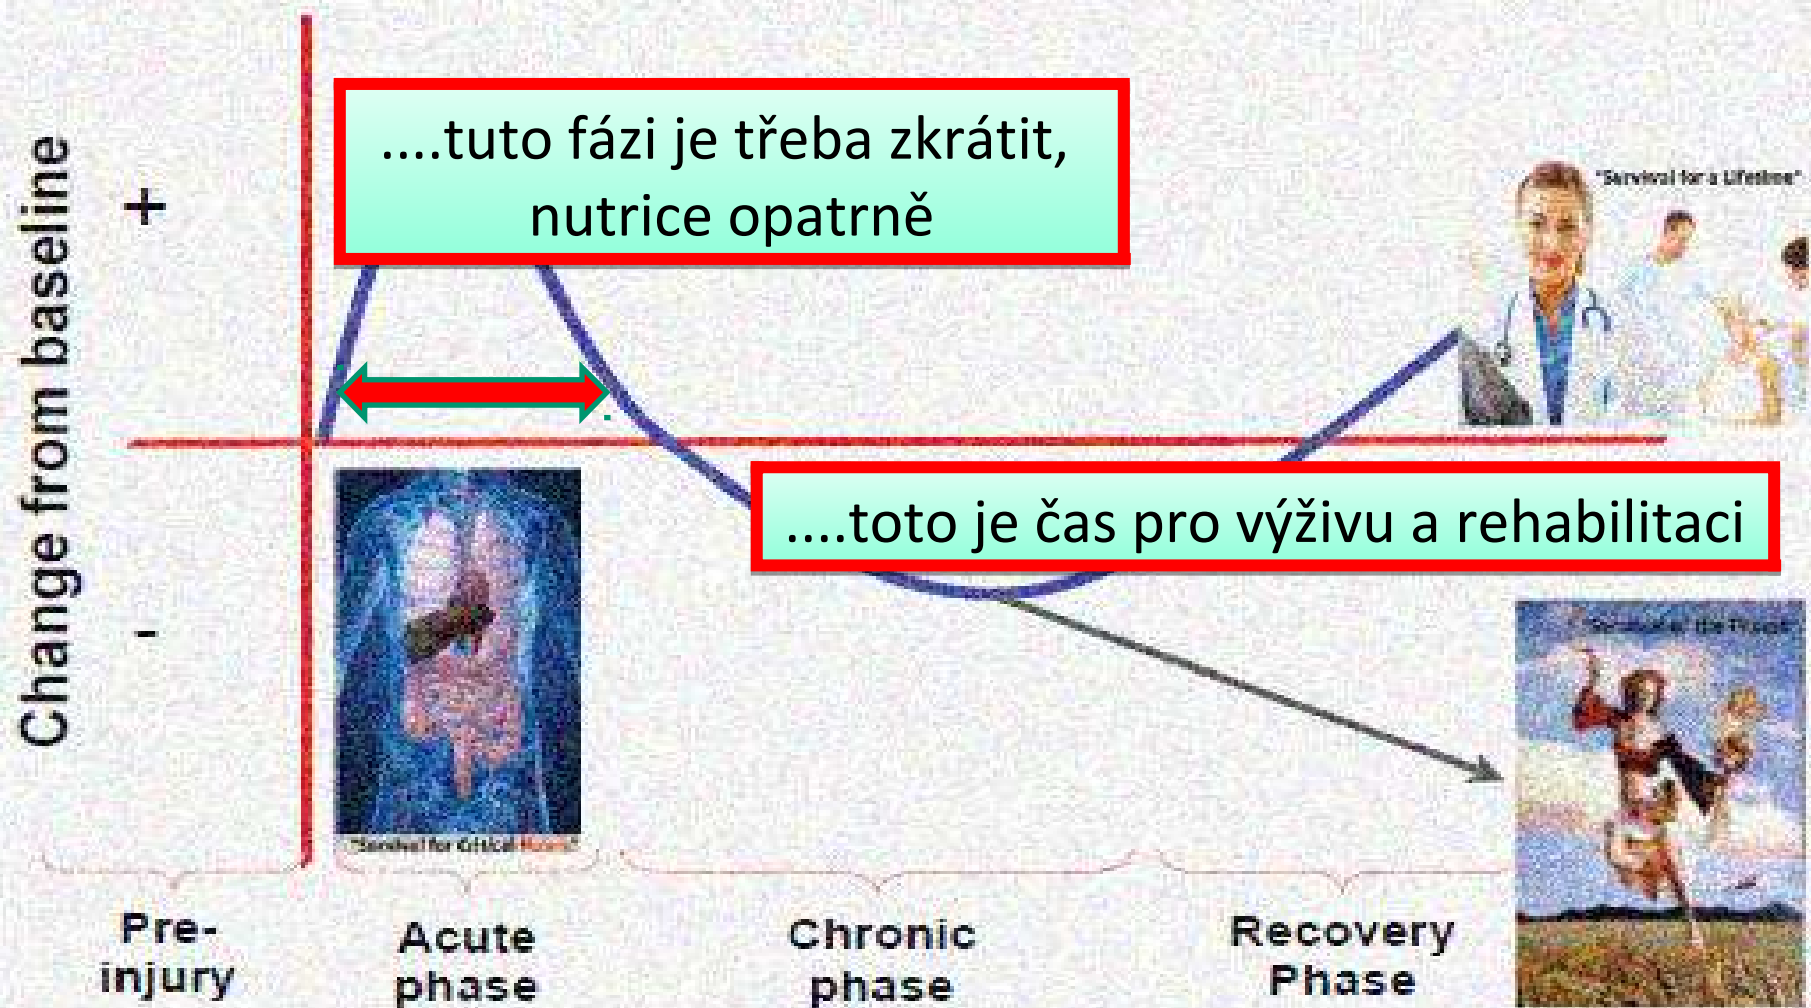 Change from baseline
+
-
....tuto fázi je třeba zkrátit,
nutrice opatrně
"Survival for a Lifetime"
....toto je čas pro výživu a rehabilitaci
"Survival for Critical
Pre-
injury
Acute
phase
Chronic
phase
Recovery
Phase